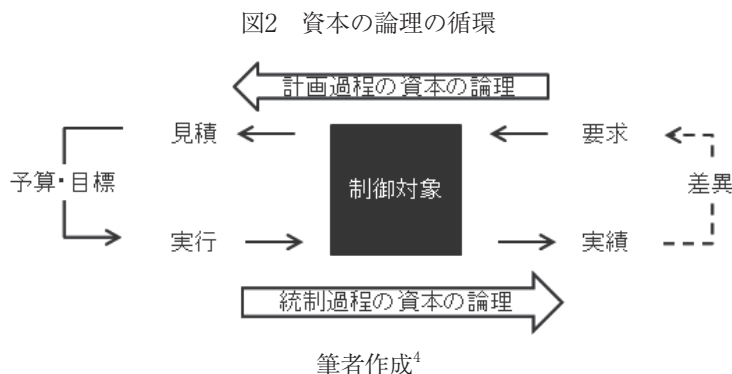 図2　資本の論理の循環
計画過程の資本の論理
見積
要求
予算・目標
制御対象
差異
実行
実績
統制過程の資本の論理
筆者作成4